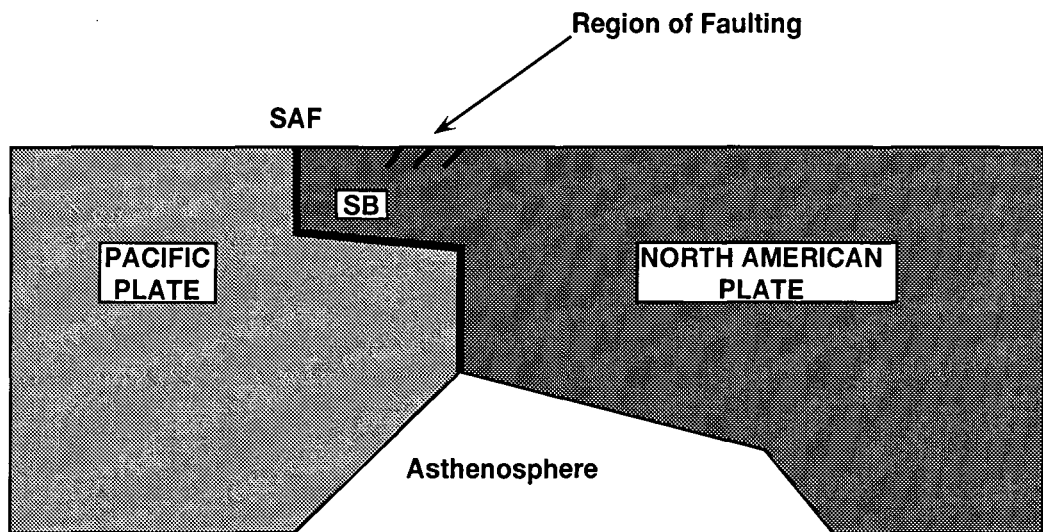 Region of Faulting
SAF
SB
PACIFIC
PLATE
NORTH AMERICAN
PLATE
Asthenosphere